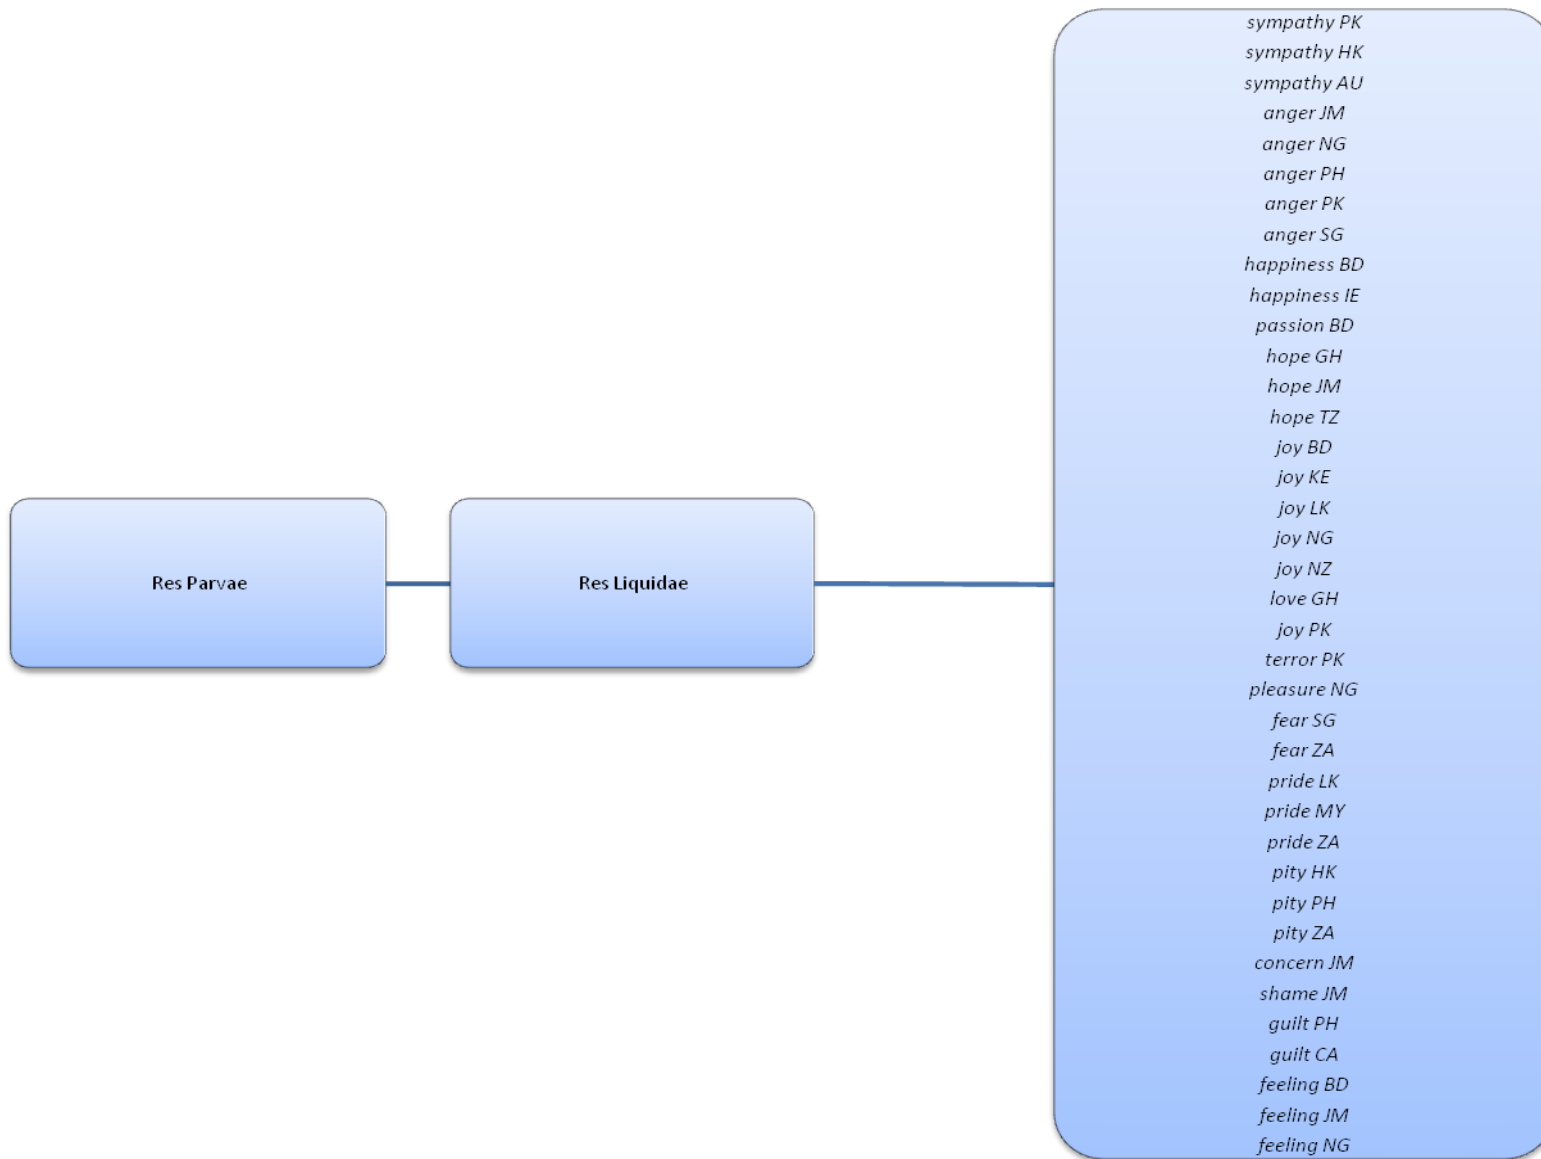 Res Parvae
Res Liquidae
sympathy PK
sympathy HK
sympathy AU
anger JM
anger NG
anger PH
anger PK
anger SG
happiness BD
happiness IE
passion BD
hope GH
hope JM
hope TZ
joy BD
joy KE
joy LK
joy NG
joy NZ
love GH
joy PK
terror PK
pleasure NG
fear SG
fear ZA
pride LK
pride MY
pride ZA
pity HK
pity PH
pity ZA
concern JM
shame JM
guilt PH
guilt CA
feeling BD
feeling JM
feeling NG